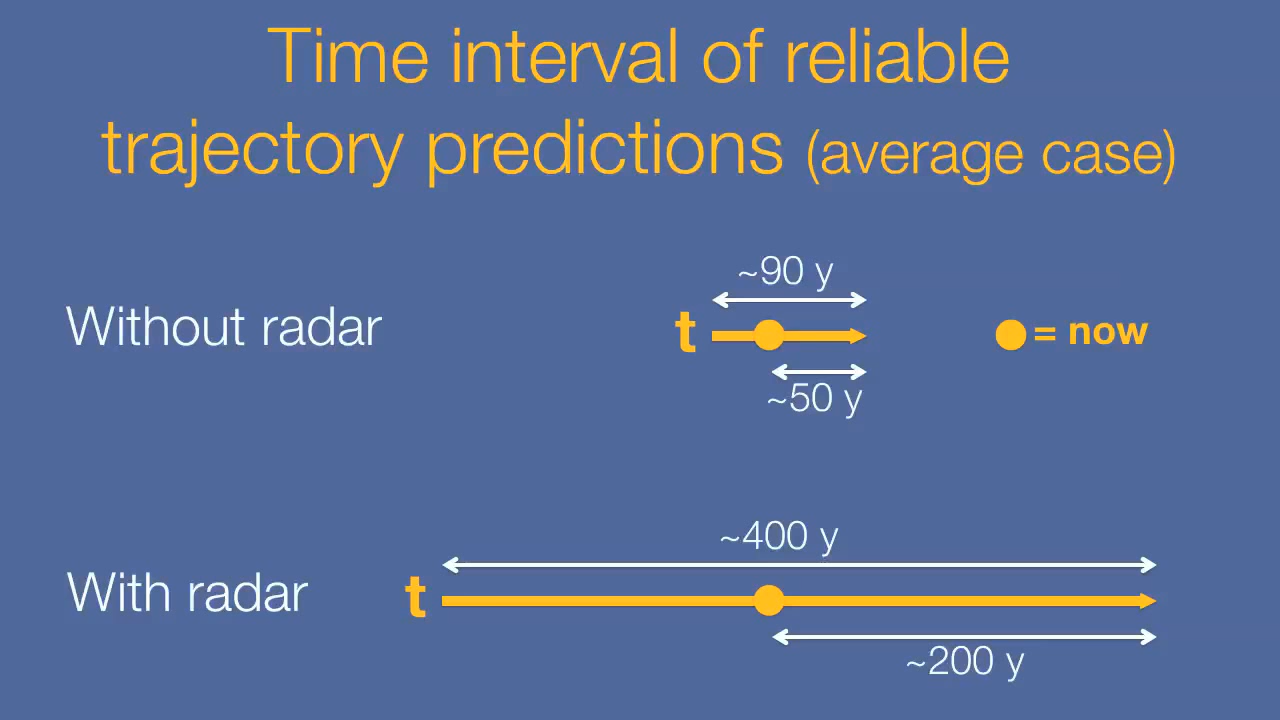 Time interval of reliable
trajectory predictions (average case)
~90 y
Without radar
t
= now
~50 y
~400 y
With radar
t
~200 y